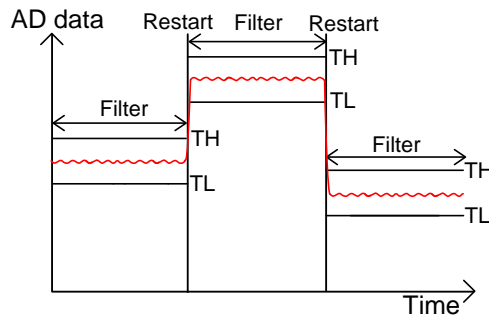 AD data
Restart
Filter
Restart
TH
TL
Filter
TH
TL
Filter
TH
TL
Time